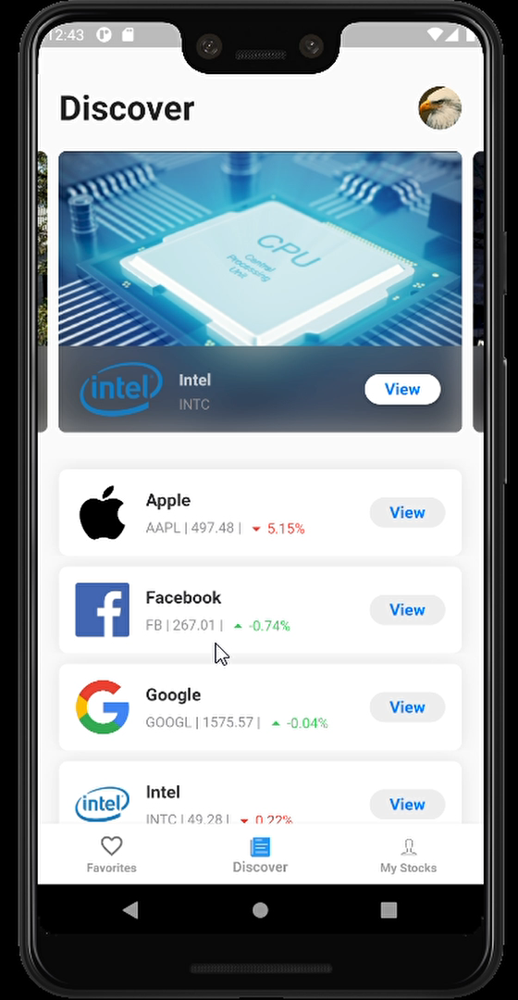 12:43
Discover
CPU
Central
Processing
Unit
intel
Intel
INTC
View
Apple
AAPL | 497.48 | 5.15%
View
Facebook
FB | 267.01 | -0.74%
View
Google
GOOGL | 1575.57 | -0.04%
View
intel
Intel
INTC | 49.28 | 0.22%
View
Favorites
Discover
My Stocks